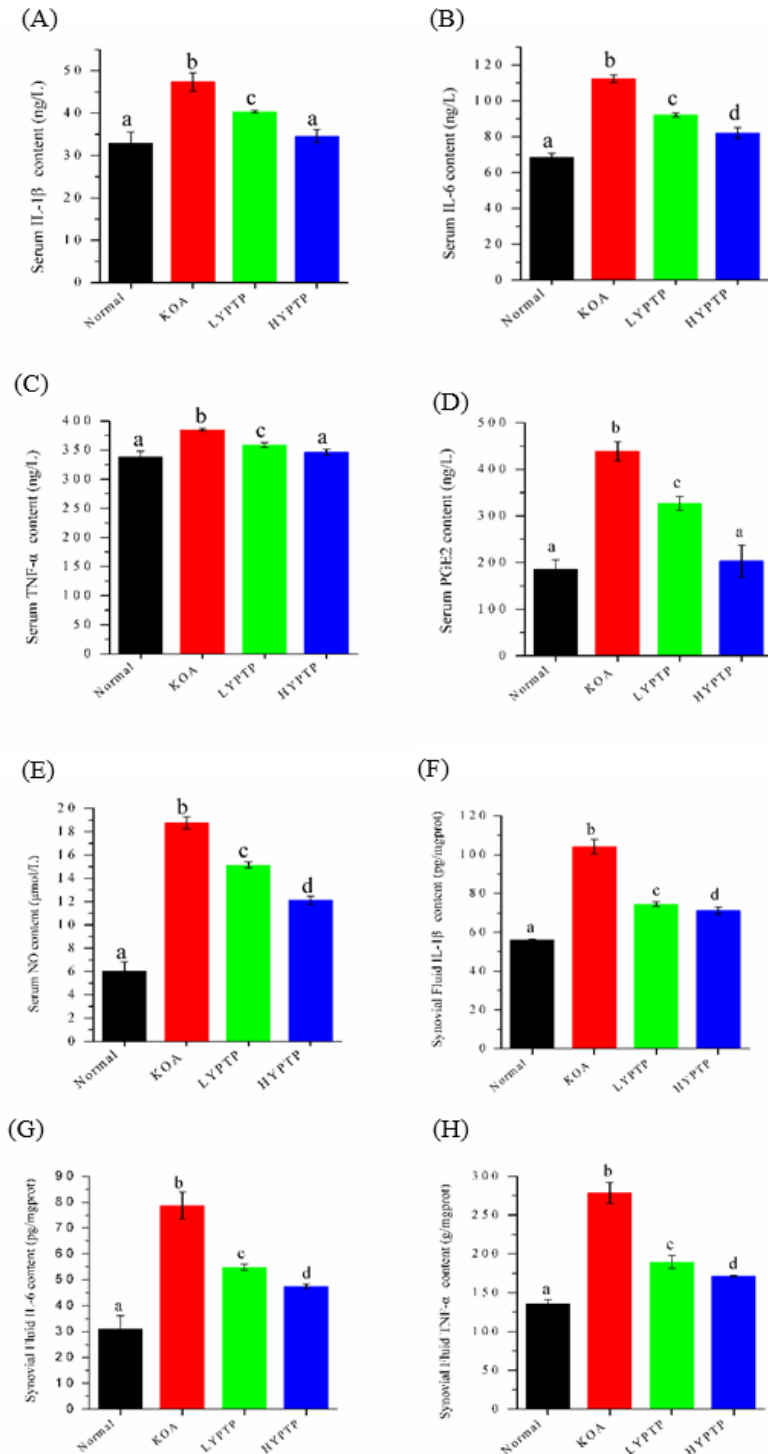 (A)
Serum IL-1β content (ng/L)
50
40
30
20
10
0
a
b
c
a
Normal
KOA
LYPTP
HYPTP
(B)
Serum IL-6 content (ng/L)
120
100
80
60
40
20
0
a
b
c
d
Normal
KOA
LYPTP
HYPTP
(C)
Serum TNF-α content (ng/L)
400
350
300
250
200
150
100
50
0
a
b
c
a
Normal
KOA
LYPTP
HYPTP
(D)
Serum PGE2 content (ng/L)
500
400
300
200
100
0
a
b
c
a
Normal
KOA
LYPTP
HYPTP
(E)
Serum NO content (μmol/L)
20
18
16
14
12
10
8
6
4
2
0
a
b
c
d
Normal
KOA
LYPTP
HYPTP
(F)
Synovial Fluid IL-1β content (pg/mgprot)
120
100
80
60
40
20
0
a
b
c
d
Normal
KOA
LYPTP
HYPTP
(G)
Synovial Fluid IL-6 content (pg/mgprot)
90
80
70
60
50
40
30
20
10
0
a
b
c
d
Normal
KOA
LYPTP
HYPTP
(H)
Synovial Fluid TNF-α content (g/mgprot)
300
250
200
150
100
50
0
a
b
c
d
Normal
KOA
LYPTP
HYPTP